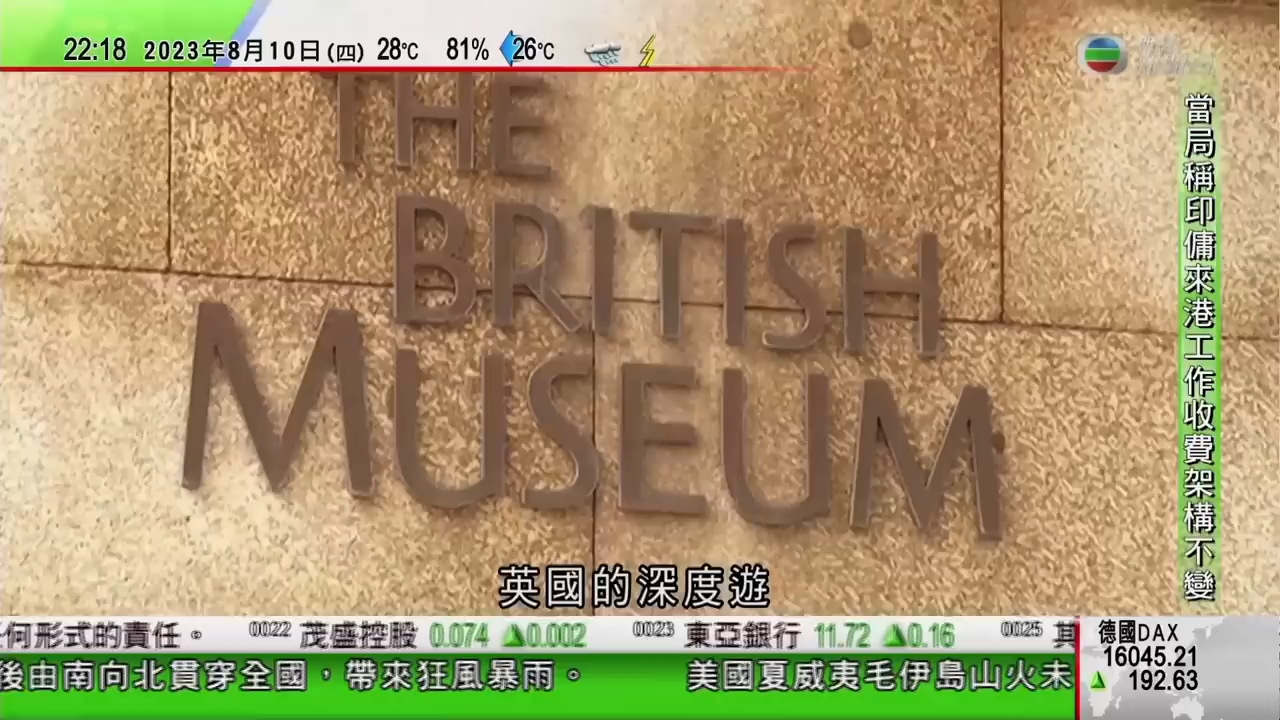 22:18 2023年8月10日(四) 28℃ 81% 26℃
THE
BRITISH
MUSEUM
當局稱印傭來港工作收費架構不變
英國的深度遊
何形式的責任。 0022 茂盛控股 0.074 ▲0.002 0023 東亞銀行 11.72 ▲0.16 0025 其
後由南向北貫穿全國，帶來狂風暴雨。 美國夏威夷毛伊島山火未
德國DAX
16045.21
▲ 192.63